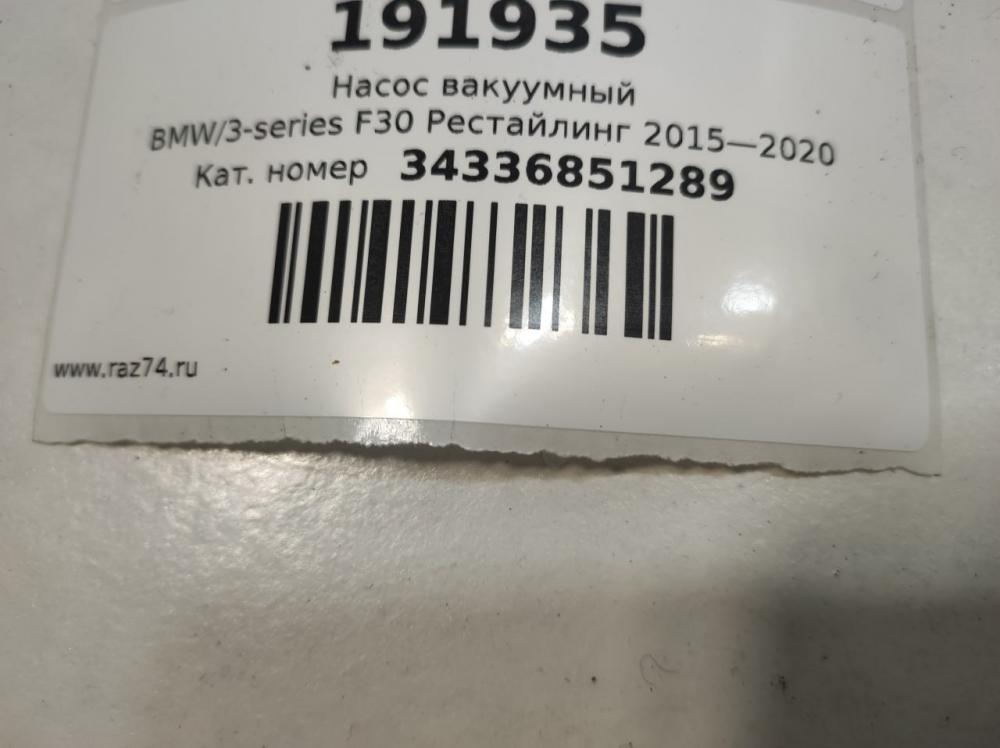 191935
Насос вакуумный
BMW/3-series F30 Рестайлинг 2015—2020
Кат. номер 34336851289
www.raz74.ru